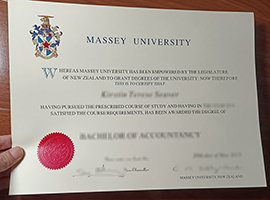 MASSEY UNIVERSITY
WHEREAS MASSEY UNIVERSITY HAS BEEN EMPOWERED BY THE LEGISLATURE
OF NEW ZEALAND TO GRANT DEGREES OF THE UNIVERSITY: NOW THEREFORE
THIS IS TO CERTIFY THAT
HAVING PURSUED THE PRESCRIBED COURSE OF STUDY AND HAVING IN
SATISFIED THE COURSE REQUIREMENTS, HAS BEEN AWARDED THE DEGREE OF
BACHELOR OF ACCOUNTANCY
MASSEY UNIVERSITY, NEW ZEALAND